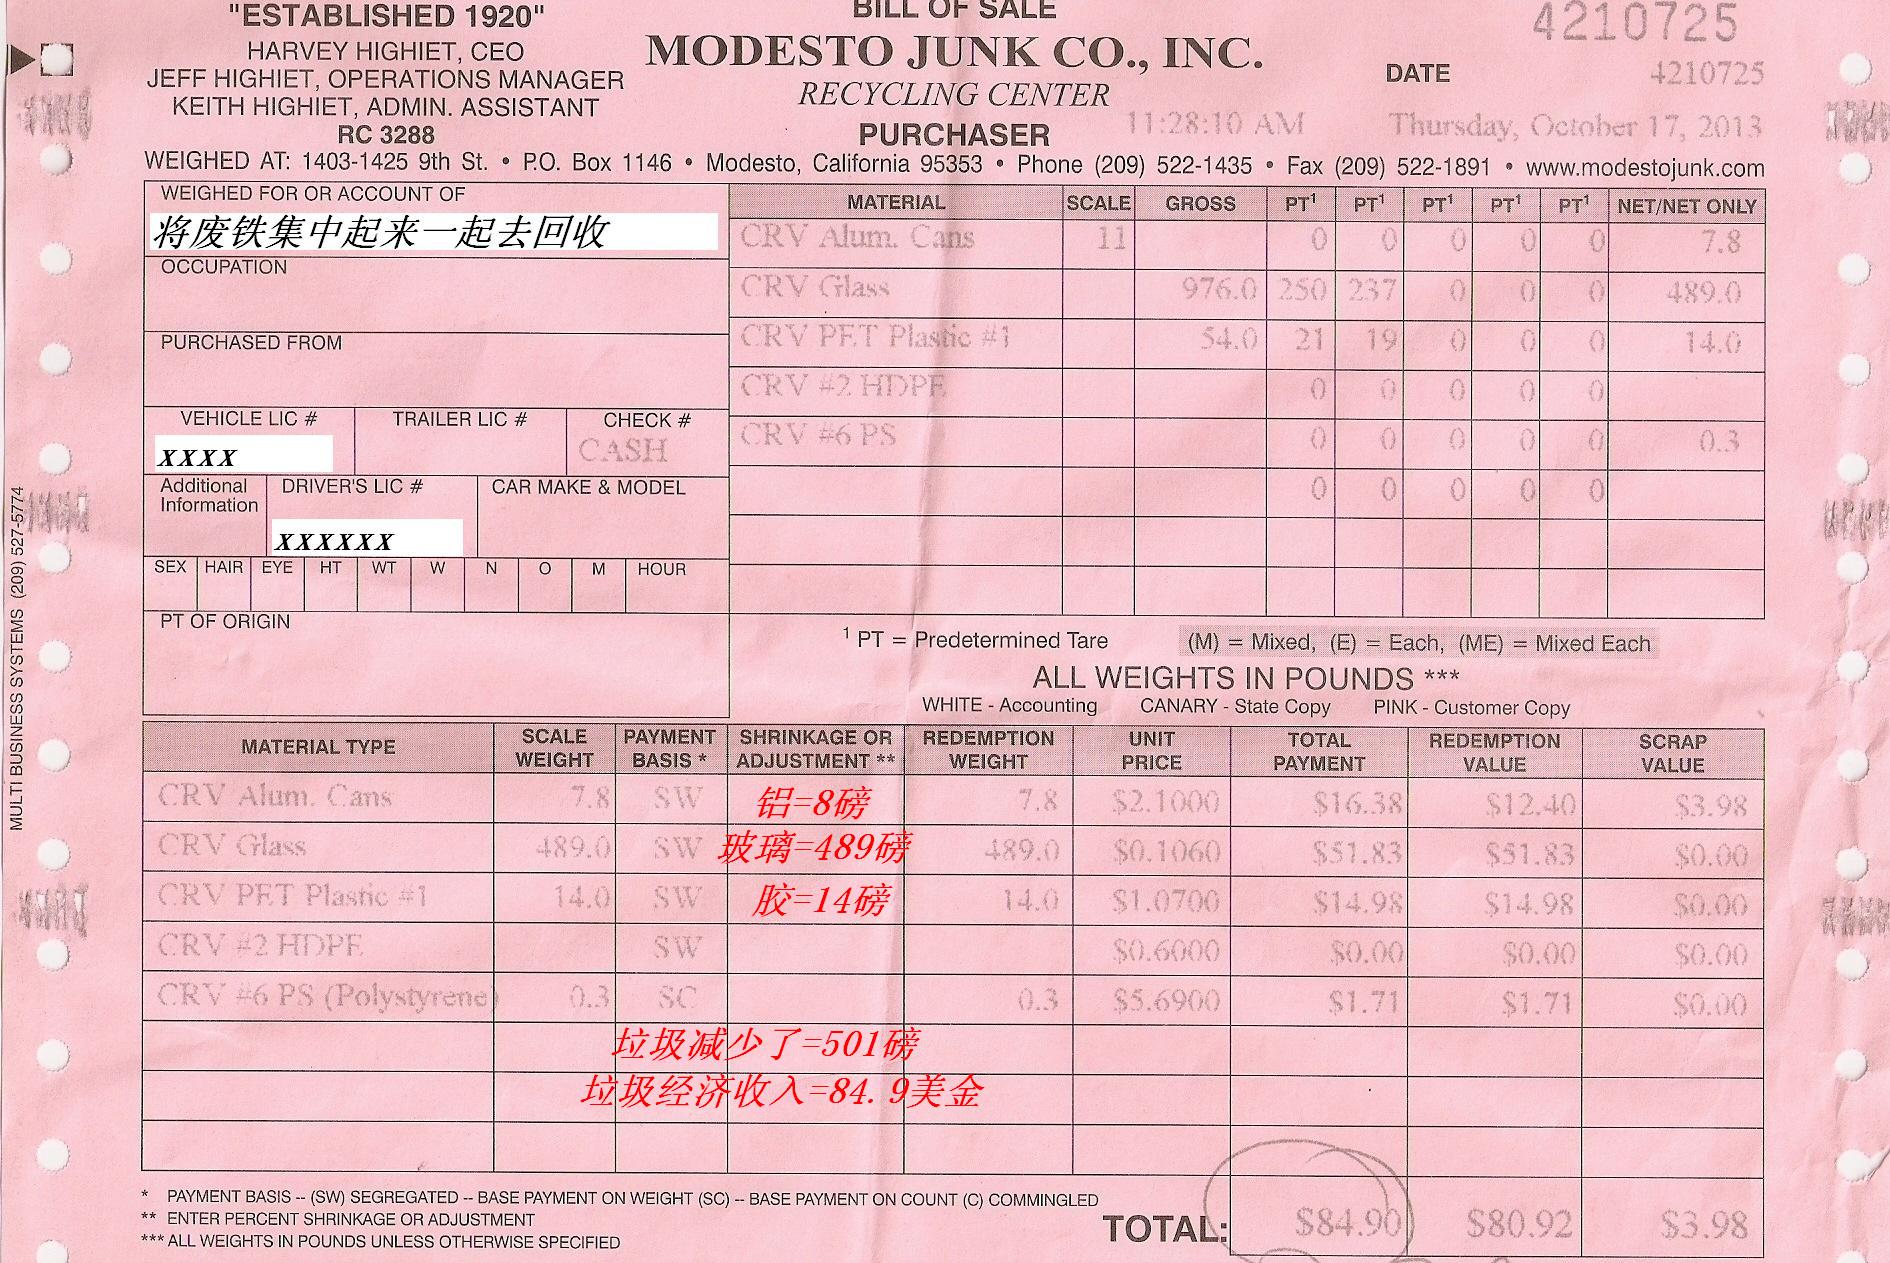 "ESTABLISHED 1920"
HARVEY HIGHIET, CEO
JEFF HIGHIET, OPERATIONS MANAGER
KEITH HIGHIET, ADMIN. ASSISTANT
RC 3288
BILL OF SALE
MODESTO JUNK CO., INC.
RECYCLING CENTER
PURCHASER
11:28:10 AM
4210725
DATE 4210725
Thursday, October 17, 2013
WEIGHED AT: 1403-1425 9th St. • P.O. Box 1146 • Modesto, California 95353 • Phone (209) 522-1435 • Fax (209) 522-1891 • www.modestojunk.com
WEIGHED FOR OR ACCOUNT OF
将废铁集中起来一起去回收
OCCUPATION
PURCHASED FROM
VEHICLE LIC # TRAILER LIC # CHECK #
XXXX CASH
Additional Information DRIVER'S LIC # CAR MAKE & MODEL
XXXXXX
SEX HAIR EYE HT WT W N O M HOUR
PT OF ORIGIN
MATERIAL SCALE GROSS PT¹ PT¹ PT¹ PT¹ PT¹ NET/NET ONLY
CRV Alum. Cans 11 0 0 0 0 0 7.8
CRV Glass 976.0 250 237 0 0 0 489.0
CRV PET Plastic #1 54.0 21 19 0 0 0 14.0
CRV #2 HDPE 0 0 0 0 0
CRV #6 PS 0 0 0 0 0 0.3
0 0 0 0 0
¹ PT = Predetermined Tare (M) = Mixed, (E) = Each, (ME) = Mixed Each
ALL WEIGHTS IN POUNDS ***
WHITE - Accounting CANARY - State Copy PINK - Customer Copy
MATERIAL TYPE SCALE WEIGHT PAYMENT BASIS * SHRINKAGE OR ADJUSTMENT ** REDEMPTION WEIGHT UNIT PRICE TOTAL PAYMENT REDEMPTION VALUE SCRAP VALUE
CRV Alum. Cans 7.8 SW 铝=8磅 7.8 $2.1000 $16.38 $12.40 $3.98
CRV Glass 489.0 SW 玻璃=489磅 489.0 $0.1060 $51.83 $51.83 $0.00
CRV PET Plastic #1 14.0 SW 胶=14磅 14.0 $1.0700 $14.98 $14.98 $0.00
CRV #2 HDPE SW $0.6000 $0.00 $0.00 $0.00
CRV #6 PS (Polystyrene) 0.3 SC 0.3 $5.6900 $1.71 $1.71 $0.00
垃圾减少了=501磅
垃圾经济收入=84.9美金
* PAYMENT BASIS -- (SW) SEGREGATED -- BASE PAYMENT ON WEIGHT (SC) -- BASE PAYMENT ON COUNT (C) COMMINGLED
** ENTER PERCENT SHRINKAGE OR ADJUSTMENT
*** ALL WEIGHTS IN POUNDS UNLESS OTHERWISE SPECIFIED
TOTAL: $84.90 $80.92 $3.98
MULTI BUSINESS SYSTEMS (209) 527-5774